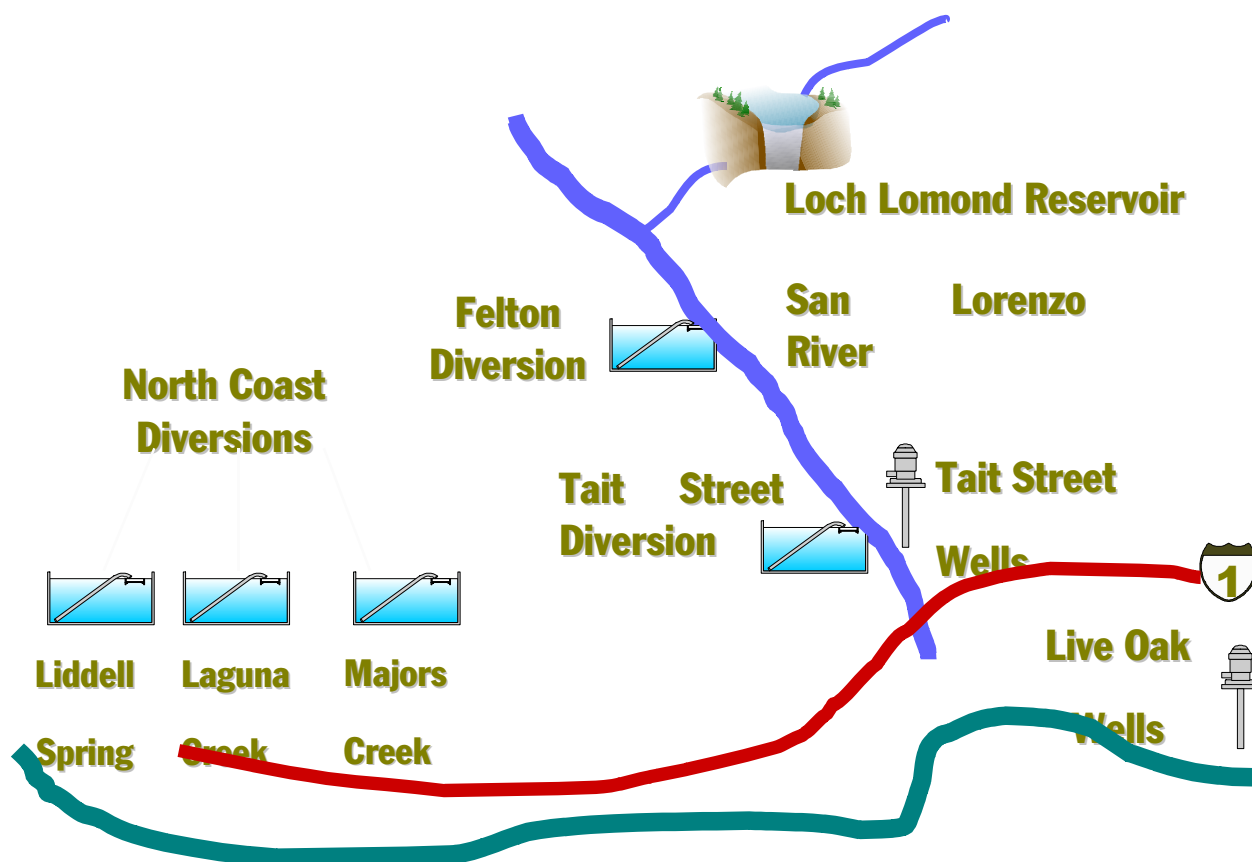 Loch Lomond Reservoir
San Lorenzo
River
Felton
Diversion
North Coast
Diversions
Tait Street
Diversion
Tait Street
Wells
1
Live Oak
Wells
Liddell
Spring
Laguna
Creek
Majors
Creek